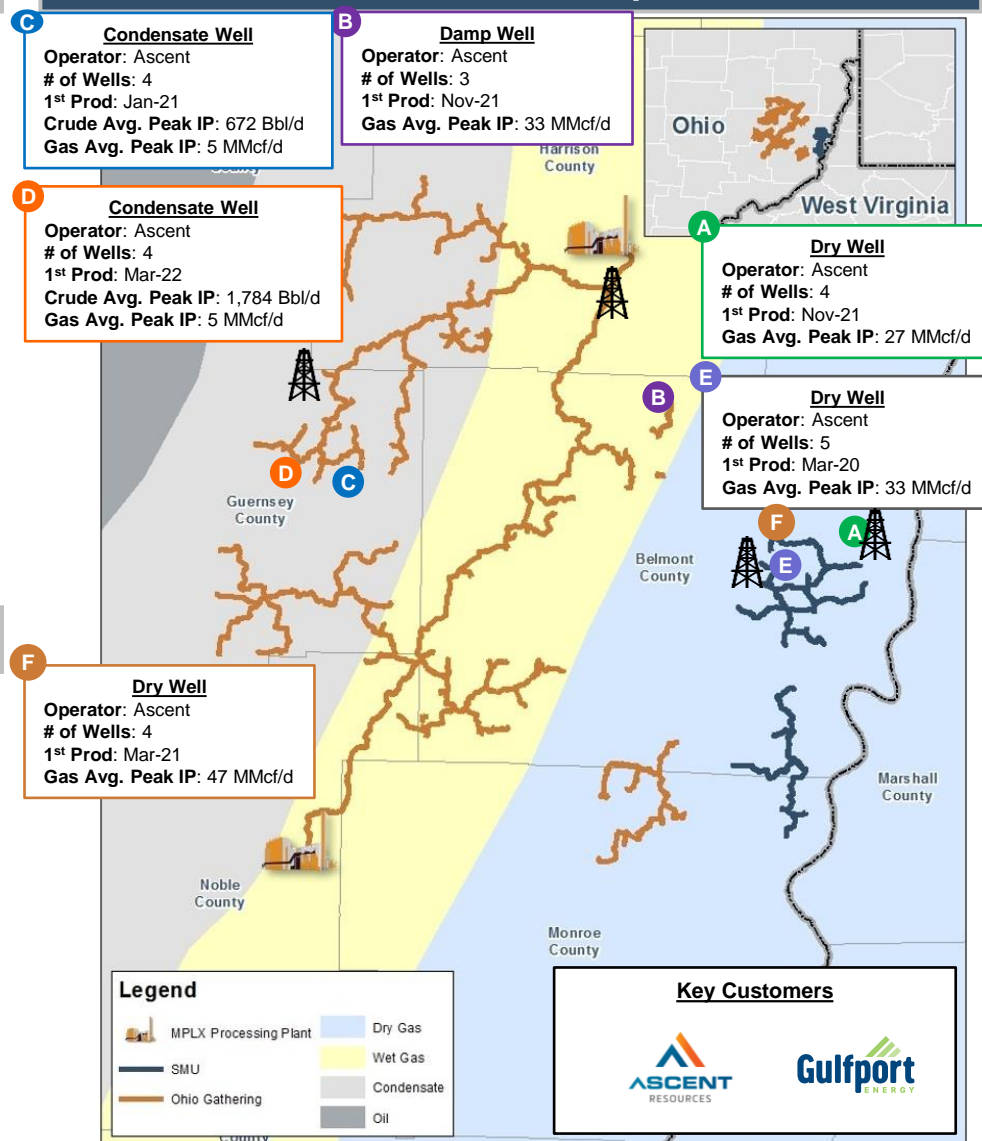 C
Condensate Well
Operator: Ascent
# of Wells: 4
1st Prod: Jan-21
Crude Avg. Peak IP: 672 Bbl/d
Gas Avg. Peak IP: 5 MMcf/d
B
Damp Well
Operator: Ascent
# of Wells: 3
1st Prod: Nov-21
Gas Avg. Peak IP: 33 MMcf/d
Ohio
West Virginia
Harrison
County
D
Condensate Well
Operator: Ascent
# of Wells: 4
1st Prod: Mar-22
Crude Avg. Peak IP: 1,784 Bbl/d
Gas Avg. Peak IP: 5 MMcf/d
A
Dry Well
Operator: Ascent
# of Wells: 4
1st Prod: Nov-21
Gas Avg. Peak IP: 27 MMcf/d
E
Dry Well
Operator: Ascent
# of Wells: 5
1st Prod: Mar-20
Gas Avg. Peak IP: 33 MMcf/d
B
D
C
Guernsey
County
F
A
E
Belmont
County
F
Dry Well
Operator: Ascent
# of Wells: 4
1st Prod: Mar-21
Gas Avg. Peak IP: 47 MMcf/d
Marshall
County
Noble
County
Monroe
County
Legend
MPLX Processing Plant
SMU
Ohio Gathering
Dry Gas
Wet Gas
Condensate
Oil
County
Key Customers
ASCENT
RESOURCES
Gulfport
ENERGY